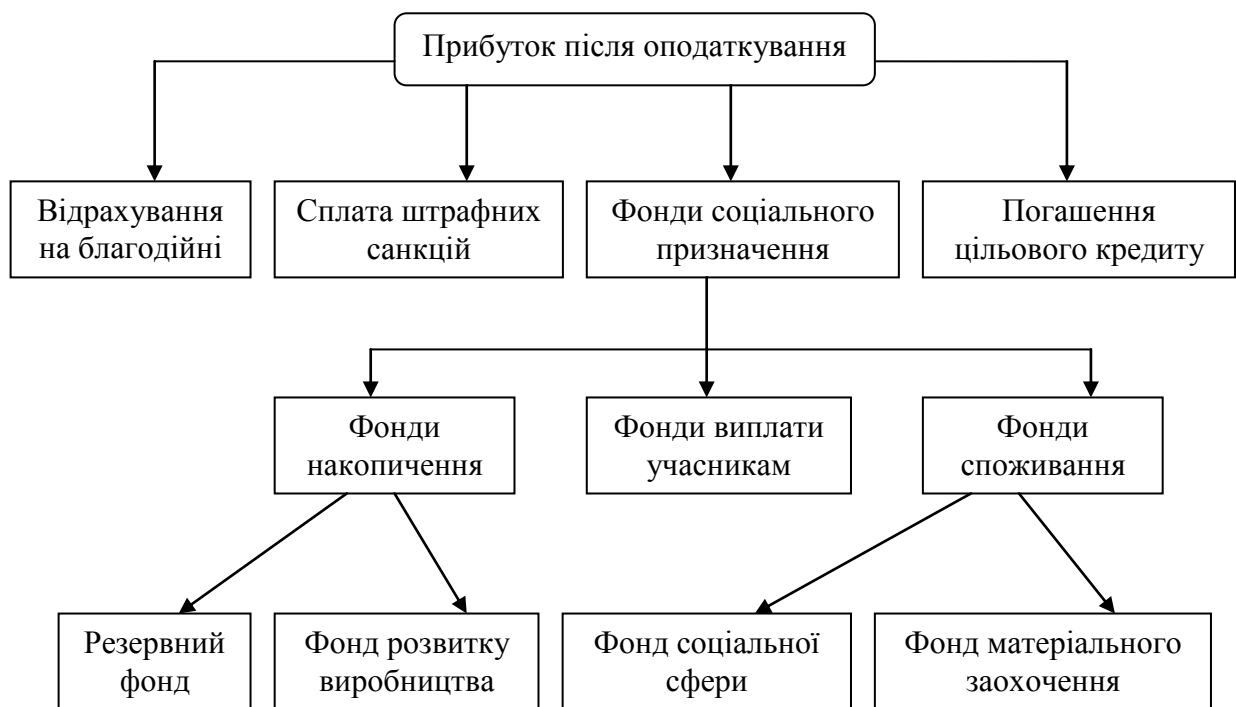 Прибуток після оподаткування
Відрахування
на благодійні
Сплата штрафних
санкцій
Фонди соціального
призначення
Погашення
цільового кредиту
Фонди
накопичення
Фонди виплати
учасникам
Фонди
споживання
Резервний
фонд
Фонд розвитку
виробництва
Фонд соціальної
сфери
Фонд матеріального
заохочення